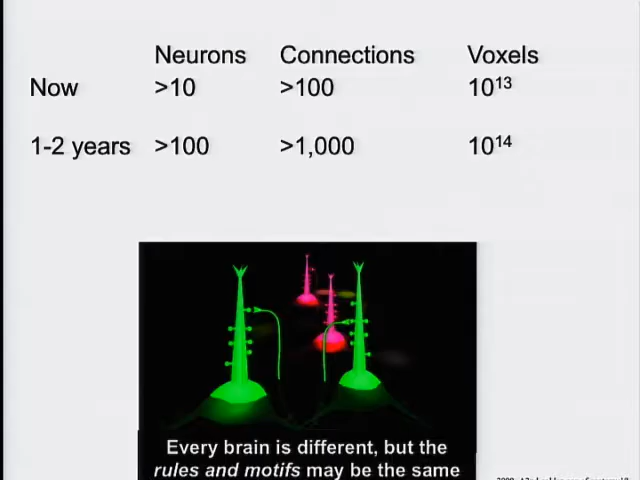 Neurons Connections Voxels
Now >10 >100 10¹³
1-2 years >100 >1,000 10¹⁴
Every brain is different, but the
rules and motifs may be the same